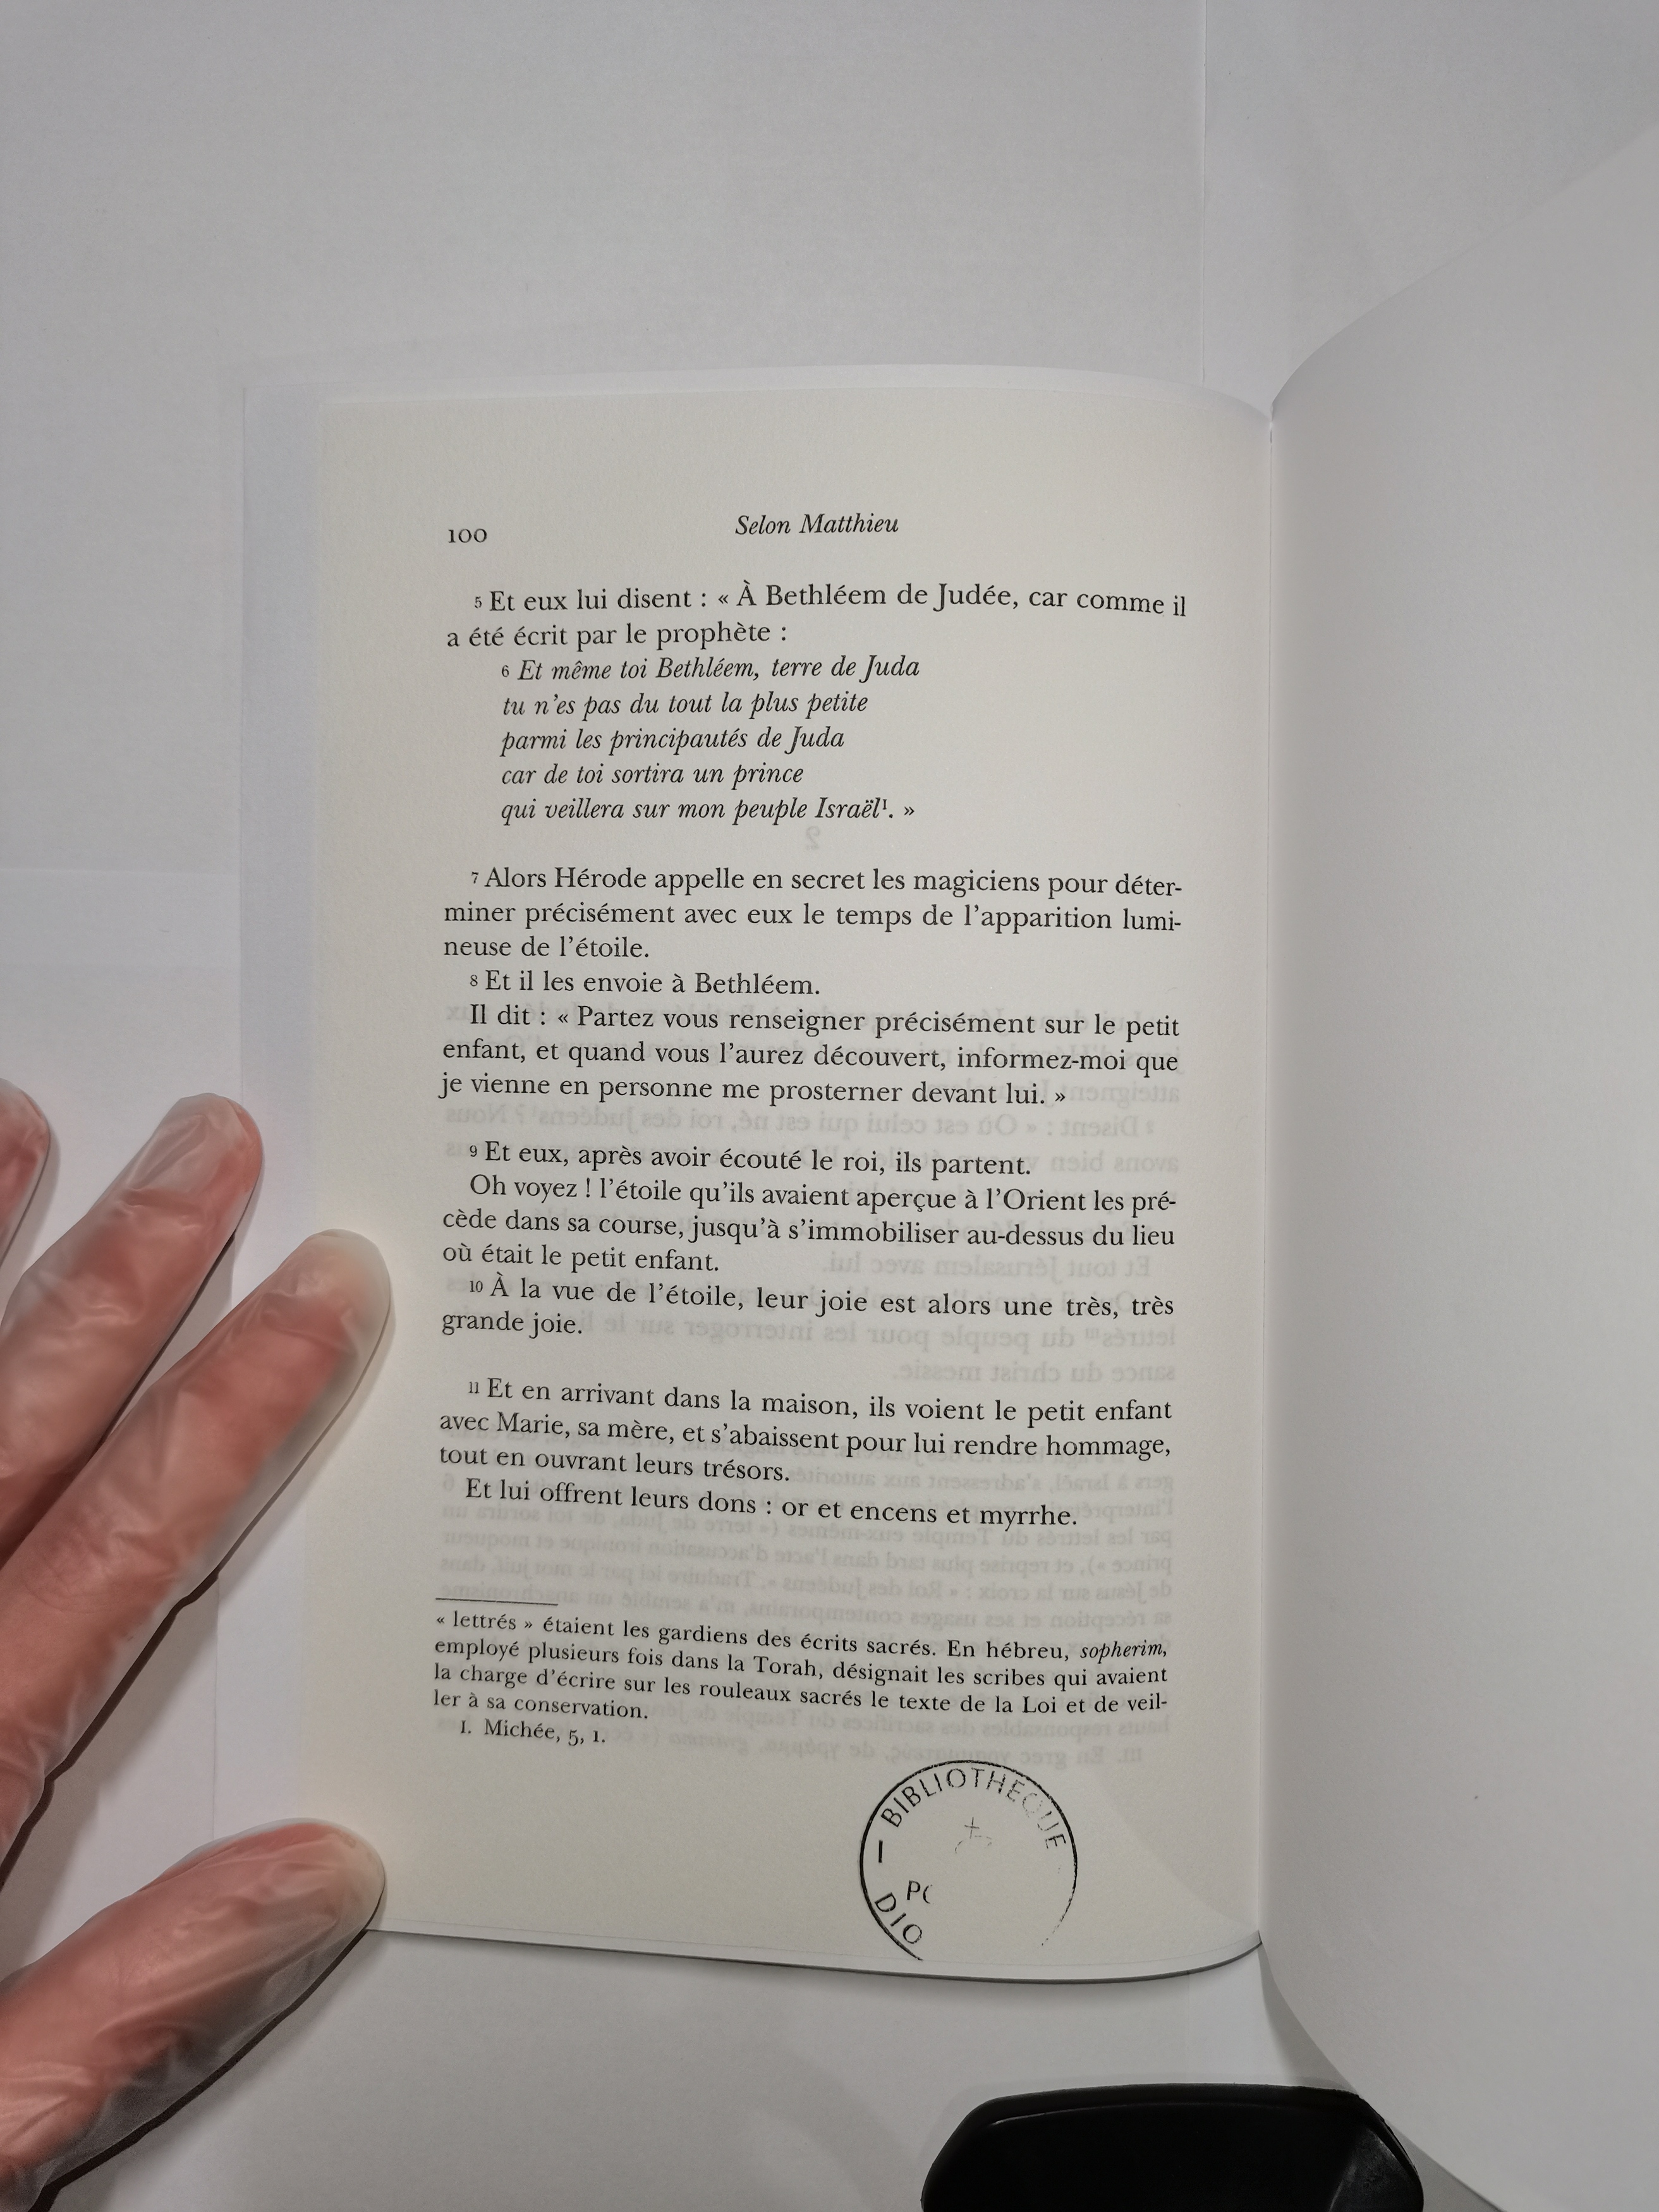 100
Selon Matthieu
5 Et eux lui disent : « À Bethléem de Judée, car comme il
a été écrit par le prophète :
6 Et même toi Bethléem, terre de Juda
tu n'es pas du tout la plus petite
parmi les principautés de Juda
car de toi sortira un prince
qui veillera sur mon peuple Israël¹. »
7 Alors Hérode appelle en secret les magiciens pour déter-
miner précisément avec eux le temps de l'apparition lumi-
neuse de l'étoile.
8 Et il les envoie à Bethléem.
Il dit : « Partez vous renseigner précisément sur le petit
enfant, et quand vous l'aurez découvert, informez-moi que
je vienne en personne me prosterner devant lui. »
9 Et eux, après avoir écouté le roi, ils partent.
Oh voyez ! l'étoile qu'ils avaient aperçue à l'Orient les pré-
cède dans sa course, jusqu'à s'immobiliser au-dessus du lieu
où était le petit enfant.
10 À la vue de l'étoile, leur joie est alors une très, très
grande joie.
11 Et en arrivant dans la maison, ils voient le petit enfant
avec Marie, sa mère, et s'abaissent pour lui rendre hommage,
tout en ouvrant leurs trésors.
Et lui offrent leurs dons : or et encens et myrrhe.
« lettrés » étaient les gardiens des écrits sacrés. En hébreu, sopherim,
employé plusieurs fois dans la Torah, désignait les scribes qui avaient
la charge d'écrire sur les rouleaux sacrés le texte de la Loi et de veil-
ler à sa conservation.
1. Michée, 5, 1.
BIBLIOTHEQUE